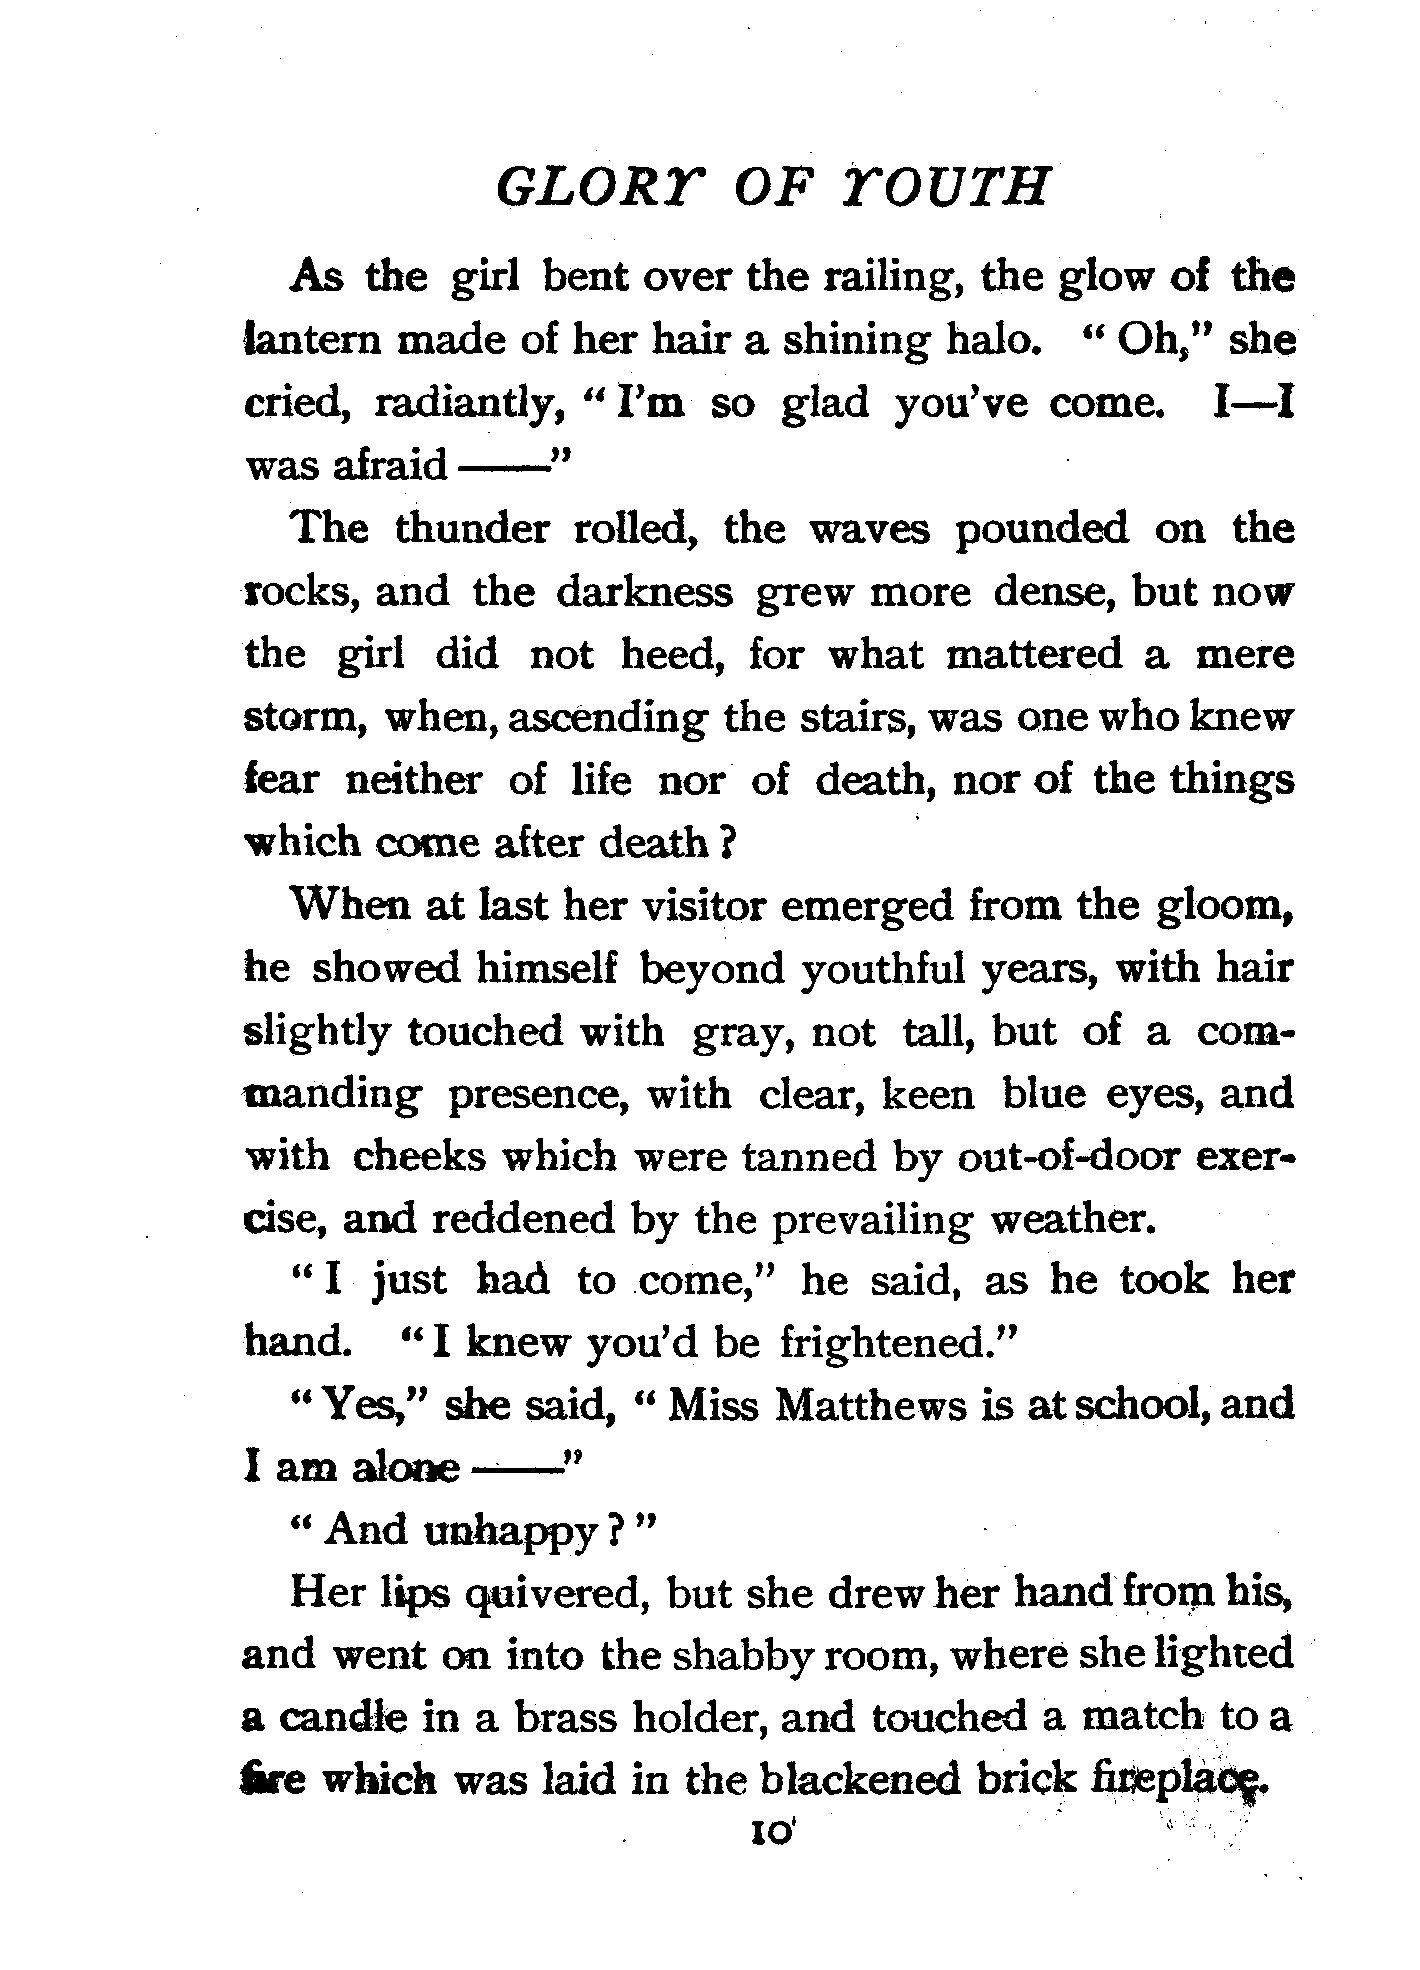 GLORY OF YOUTH
As the girl bent over the railing, the glow of the
lantern made of her hair a shining halo. “ Oh,” she
cried, radiantly, “ I’m so glad you’ve come. I—I
was afraid ——”
The thunder rolled, the waves pounded on the
rocks, and the darkness grew more dense, but now
the girl did not heed, for what mattered a mere
storm, when, ascending the stairs, was one who knew
fear neither of life nor of death, nor of the things
which come after death ?
When at last her visitor emerged from the gloom,
he showed himself beyond youthful years, with hair
slightly touched with gray, not tall, but of a com-
manding presence, with clear, keen blue eyes, and
with cheeks which were tanned by out-of-door exer-
cise, and reddened by the prevailing weather.
“ I just had to come,” he said, as he took her
hand. “ I knew you’d be frightened.”
“ Yes,” she said, “ Miss Matthews is at school, and
I am alone ——”
“ And unhappy ? ”
Her lips quivered, but she drew her hand from his,
and went on into the shabby room, where she lighted
a candle in a brass holder, and touched a match to a
fire which was laid in the blackened brick fireplace.
10